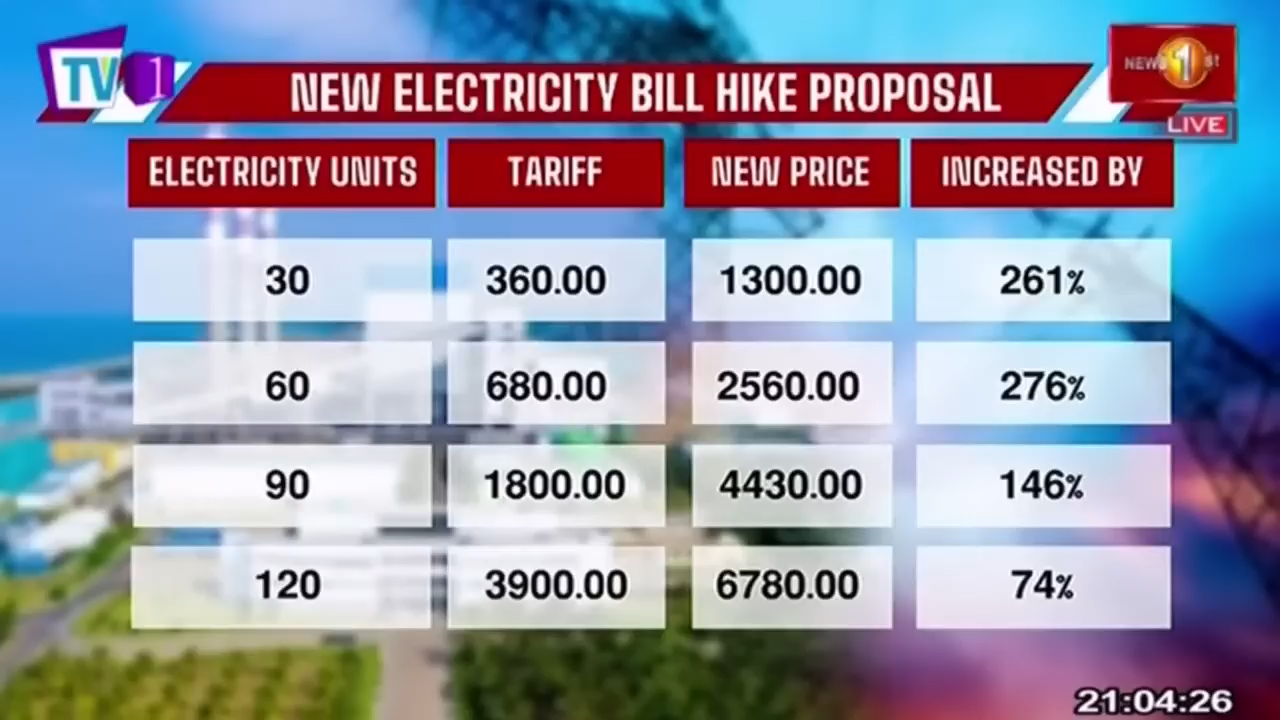 TV 1
NEWS 1st
NEW ELECTRICITY BILL HIKE PROPOSAL
LIVE
ELECTRICITY UNITS TARIFF NEW PRICE INCREASED BY
30 360.00 1300.00 261%
60 680.00 2560.00 276%
90 1800.00 4430.00 146%
120 3900.00 6780.00 74%
21:04:26